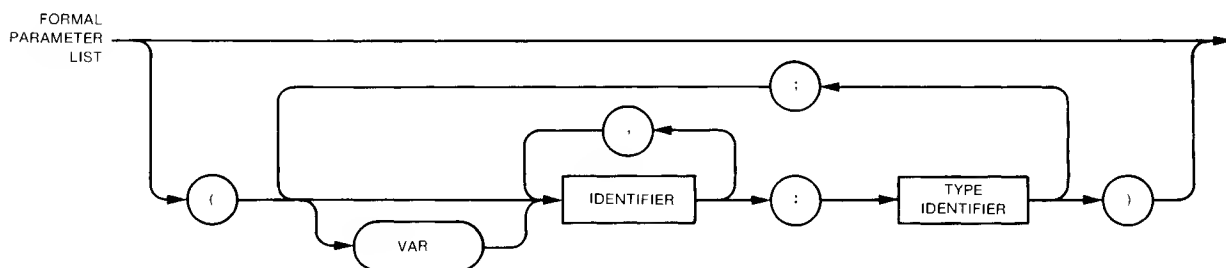 FORMAL
PARAMETER
LIST
;
,
(
IDENTIFIER
:
TYPE
IDENTIFIER
)
VAR